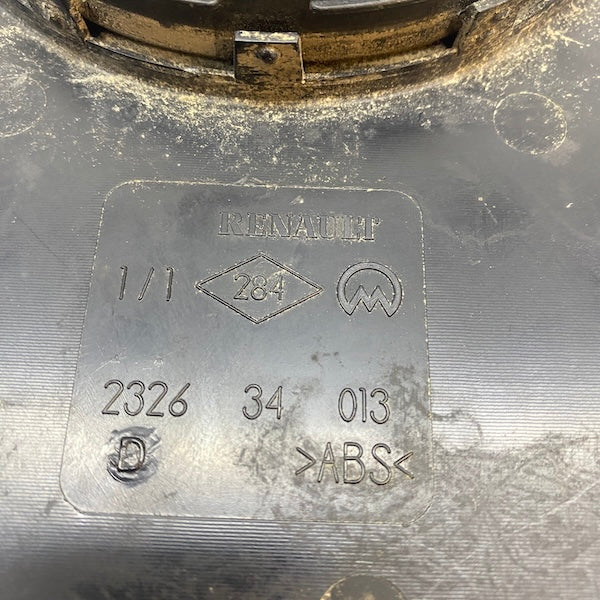 RENAULT
1/1 284
2326 34 013
D >ABS<